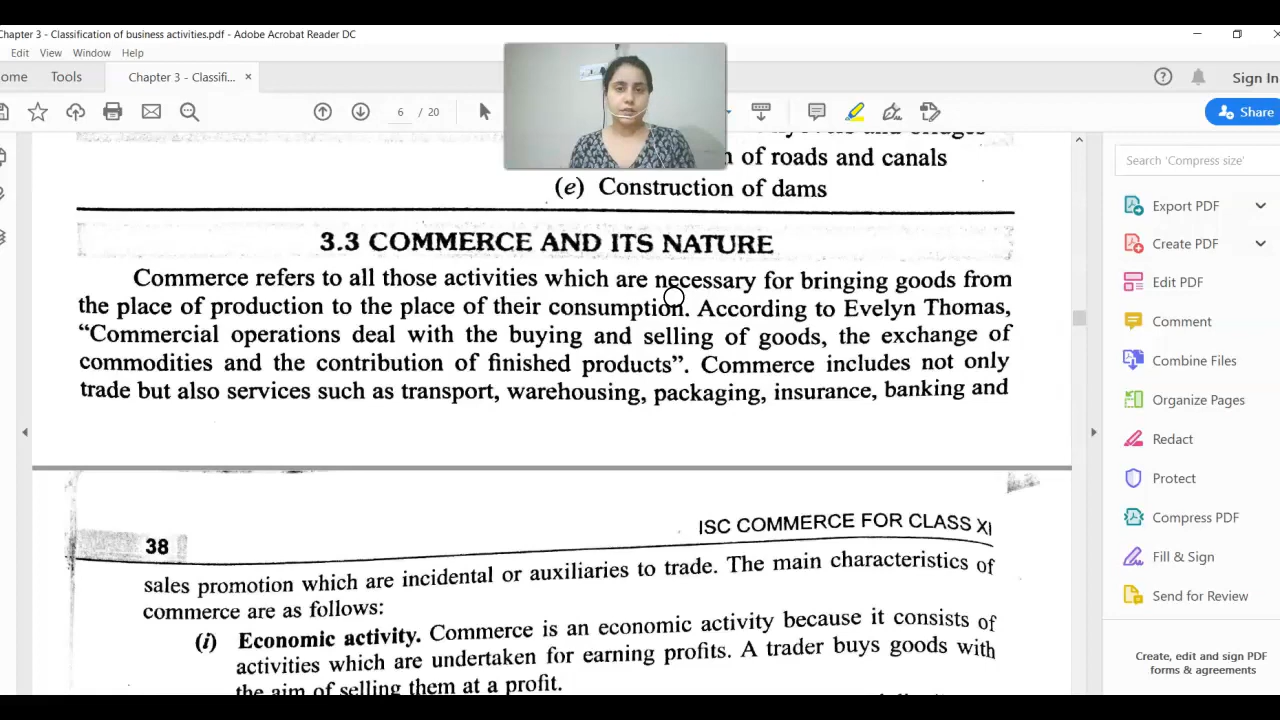 Chapter 3 - Classification of business activities.pdf - Adobe Acrobat Reader DC
Edit View Window Help
ome Tools Chapter 3 - Classifi... × Sign In
6 / 20 Share
and bridges
n of roads and canals
(e) Construction of dams
3.3 COMMERCE AND ITS NATURE
Commerce refers to all those activities which are necessary for bringing goods from
the place of production to the place of their consumption. According to Evelyn Thomas,
“Commercial operations deal with the buying and selling of goods, the exchange of
commodities and the contribution of finished products”. Commerce includes not only
trade but also services such as transport, warehousing, packaging, insurance, banking and
38
ISC COMMERCE FOR CLASS XI
sales promotion which are incidental or auxiliaries to trade. The main characteristics of
commerce are as follows:
(i) Economic activity. Commerce is an economic activity because it consists of
activities which are undertaken for earning profits. A trader buys goods with
the aim of selling them at a profit.
Search 'Compress size'
Export PDF
Create PDF
Edit PDF
Comment
Combine Files
Organize Pages
Redact
Protect
Compress PDF
Fill & Sign
Send for Review
Create, edit and sign PDF
forms & agreements